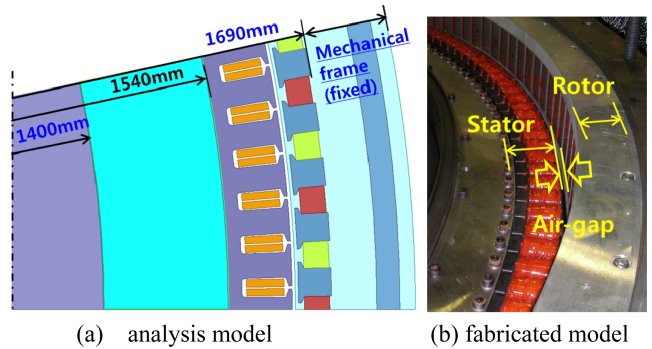 1690mm
Mechanical
frame
(fixed)
1540mm
1400mm
Rotor
Stator
Air-gap
(a) analysis model
(b) fabricated model